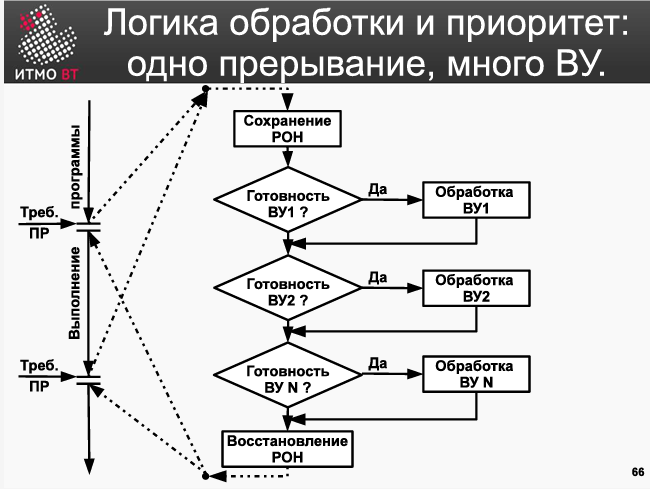 Логика обработки и приоритет:
одно прерывание, много ВУ.
ИТМО ВТ
Выполнение программы
Треб.
ПР
Треб.
ПР
Сохранение
РОН
Готовность
ВУ1 ?
Да
Обработка
ВУ1
Готовность
ВУ2 ?
Да
Обработка
ВУ2
Готовность
ВУ N ?
Да
Обработка
ВУ N
Восстановление
РОН
66